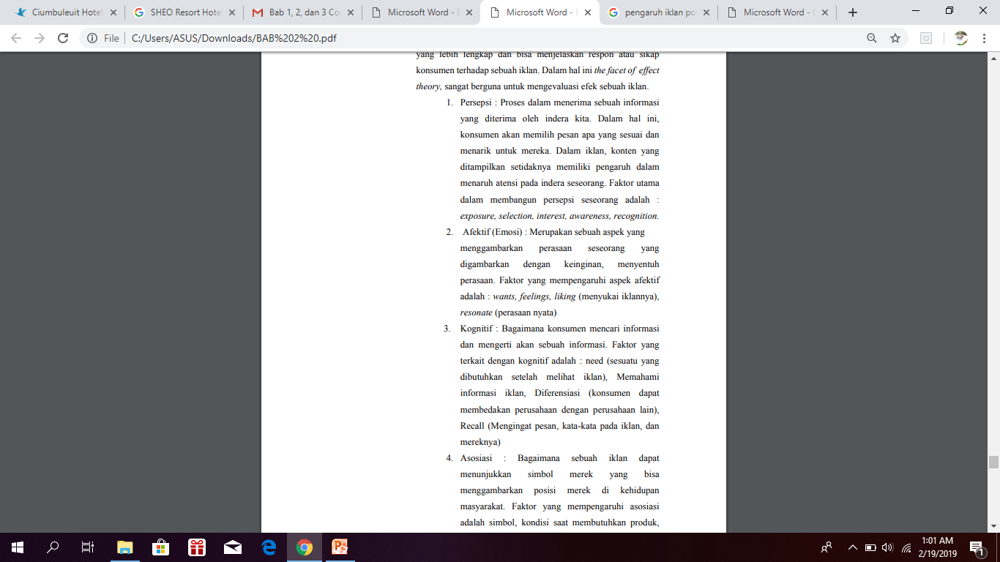 Ciumbuleuit Hote
SHEO Resort Hote
Bab 1, 2, dan 3 Co
Microsoft Word -
Microsoft Word -
pengaruh iklan po
Microsoft Word -
File | C:/Users/ASUS/Downloads/BAB%202%20.pdf
yang lebih lengkap dan bisa menjelaskan respon atau sikap
konsumen terhadap sebuah iklan. Dalam hal ini the facet of effect
theory, sangat berguna untuk mengevaluasi efek sebuah iklan.
1. Persepsi : Proses dalam menerima sebuah informasi
yang diterima oleh indera kita. Dalam hal ini,
konsumen akan memilih pesan apa yang sesuai dan
menarik untuk mereka. Dalam iklan, konten yang
ditampilkan setidaknya memiliki pengaruh dalam
menaruh atensi pada indera seseorang. Faktor utama
dalam membangun persepsi seseorang adalah :
exposure, selection, interest, awareness, recognition.
2. Afektif (Emosi) : Merupakan sebuah aspek yang
menggambarkan perasaan seseorang yang
digambarkan dengan keinginan, menyentuh
perasaan. Faktor yang mempengaruhi aspek afektif
adalah : wants, feelings, liking (menyukai iklannya),
resonate (perasaan nyata)
3. Kognitif : Bagaimana konsumen mencari informasi
dan mengerti akan sebuah informasi. Faktor yang
terkait dengan kognitif adalah : need (sesuatu yang
dibutuhkan setelah melihat iklan), Memahami
informasi iklan, Diferensiasi (konsumen dapat
membedakan perusahaan dengan perusahaan lain),
Recall (Mengingat pesan, kata-kata pada iklan, dan
mereknya)
4. Asosiasi : Bagaimana sebuah iklan dapat
menunjukkan simbol merek yang bisa
menggambarkan posisi merek di kehidupan
masyarakat. Faktor yang mempengaruhi asosiasi
adalah simbol, kondisi saat membutuhkan produk,
1:01 AM
2/19/2019
1